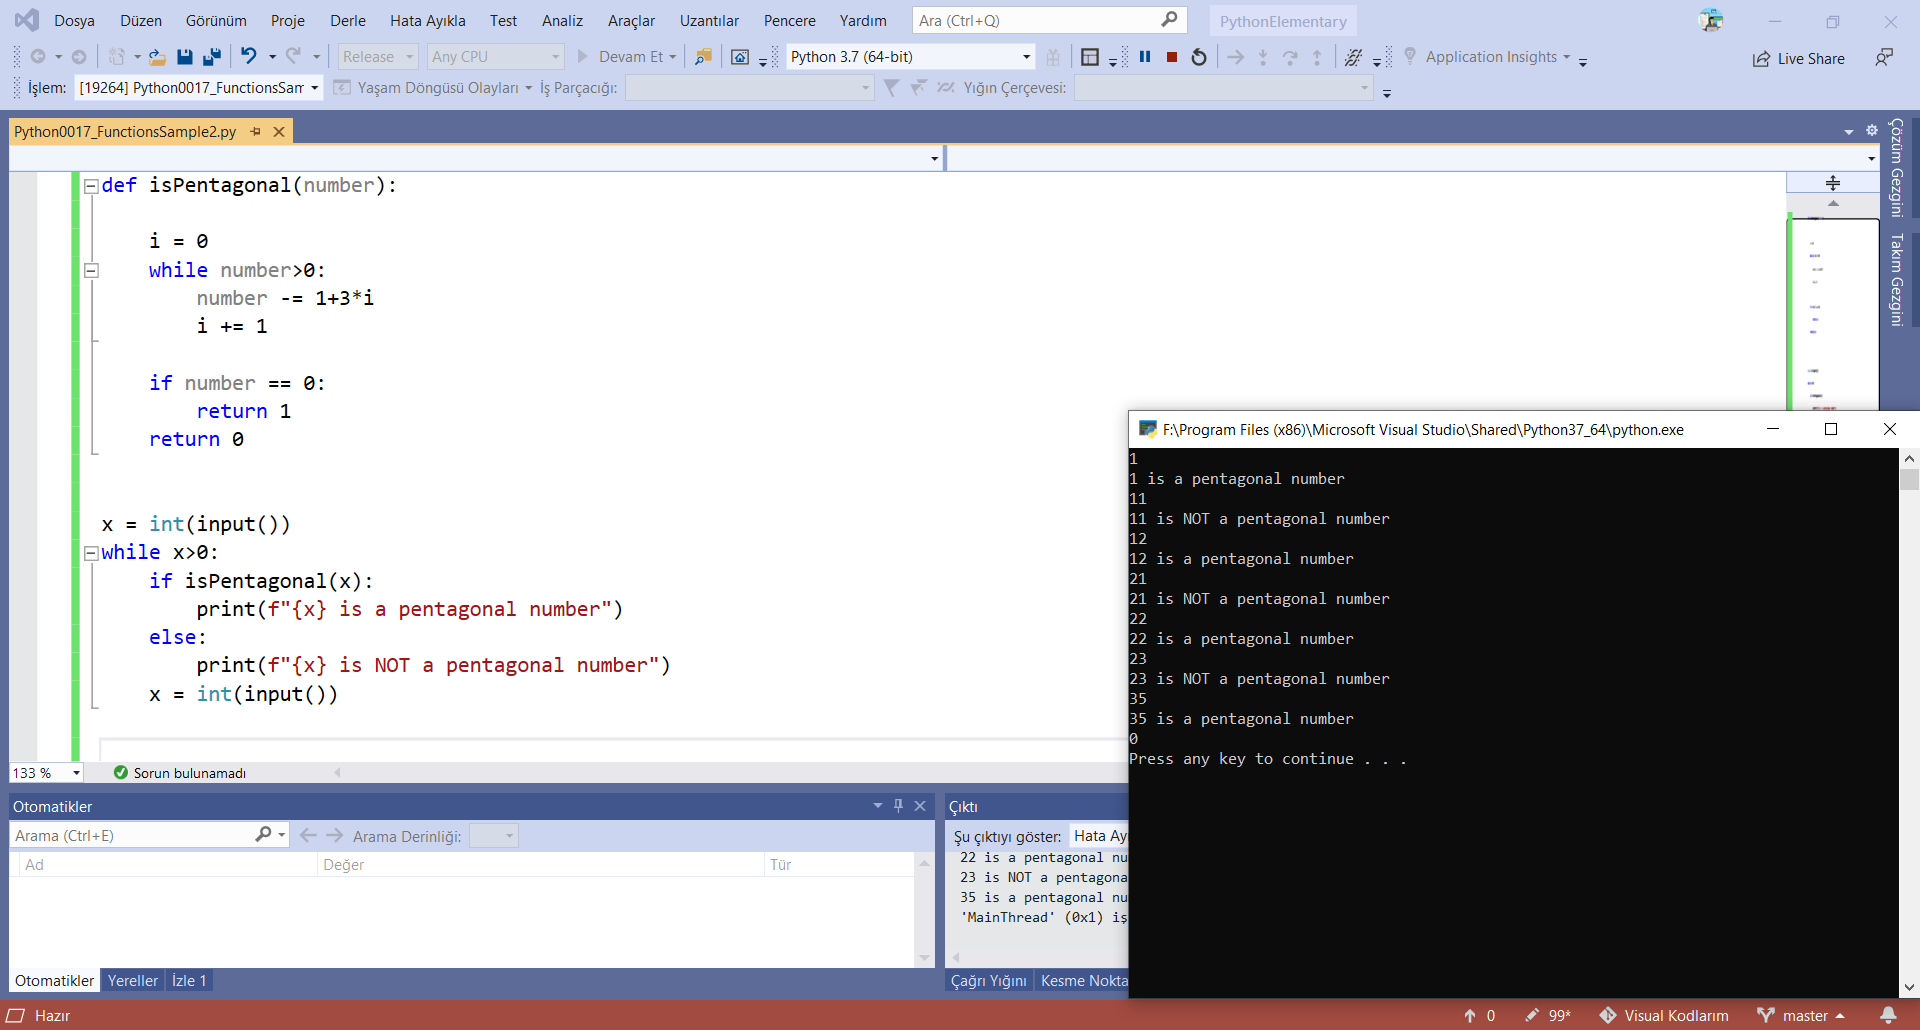 Dosya Düzen Görünüm Proje Derle Hata Ayıkla Test Analiz Araçlar Uzantılar Pencere Yardım Ara (Ctrl+Q) PythonElementary
Release Any CPU Devam Et Python 3.7 (64-bit) Application Insights Live Share
İşlem: [19264] Python0017_FunctionsSam Yaşam Döngüsü Olayları İş Parçacığı: Yığın Çerçevesi:
Python0017_FunctionsSample2.py
def isPentagonal(number):
i = 0
while number>0:
number -= 1+3*i
i += 1
if number == 0:
return 1
return 0
x = int(input())
while x>0:
if isPentagonal(x):
print(f"{x} is a pentagonal number")
else:
print(f"{x} is NOT a pentagonal number")
x = int(input())
133 % Sorun bulunamadı
Çözüm Gezgini
Takım Gezgini
F:\Program Files (x86)\Microsoft Visual Studio\Shared\Python37_64\python.exe
1
1 is a pentagonal number
11
11 is NOT a pentagonal number
12
12 is a pentagonal number
21
21 is NOT a pentagonal number
22
22 is a pentagonal number
23
23 is NOT a pentagonal number
35
35 is a pentagonal number
0
Press any key to continue . . .
Otomatikler
Arama (Ctrl+E) Arama Derinliği:
Ad Değer Tür
Otomatikler Yereller İzle 1
Çıktı
Şu çıktıyı göster: Hata Ay
22 is a pentagonal nu
23 is NOT a pentagona
35 is a pentagonal nu
'MainThread' (0x1) iş
Çağrı Yığını Kesme Nokta
Hazır 0 99* Visual Kodlarım master